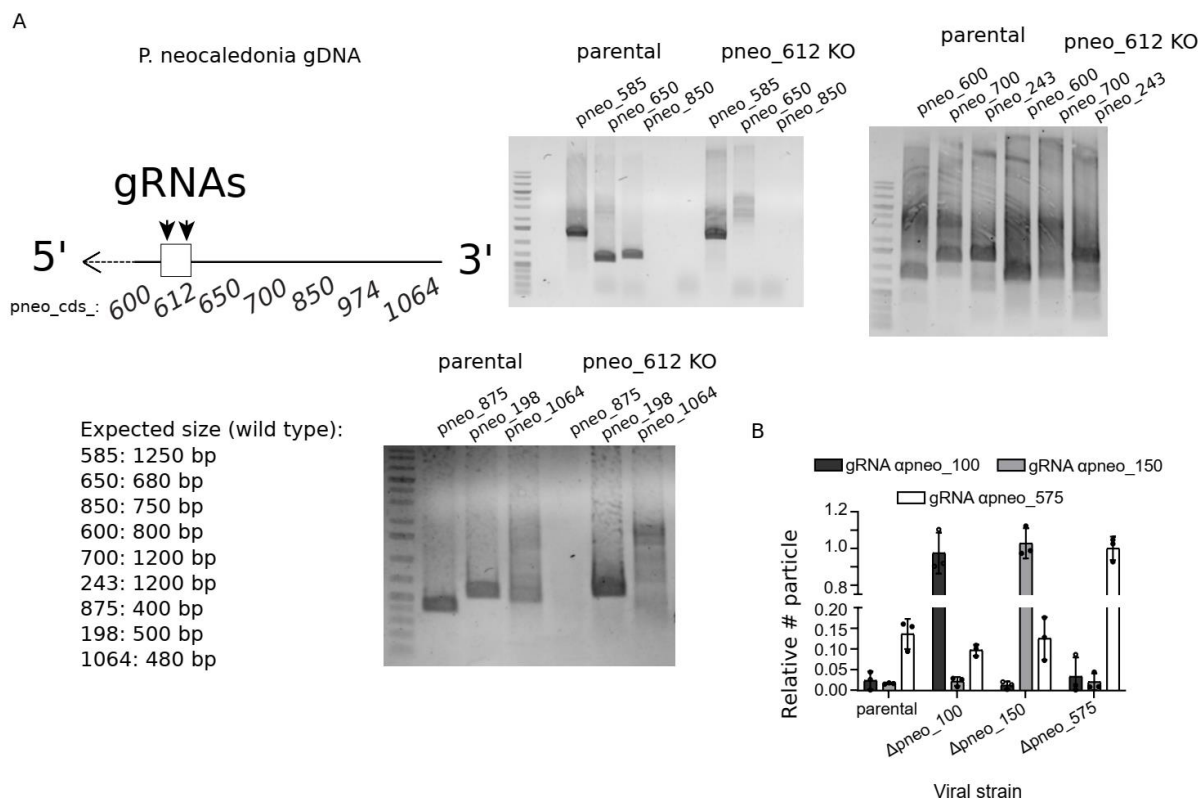 A
P. neocaledonia gDNA
gRNAs
5'
3'
pneo_cds_:
600
612
650
700
850
974
1064
parental
pneo_612 KO
pneo_585
pneo_650
pneo_850
pneo_585
pneo_650
pneo_850
parental
pneo_612 KO
pneo_600
pneo_700
pneo_243
pneo_600
pneo_700
pneo_243
Expected size (wild type):
585: 1250 bp
650: 680 bp
850: 750 bp
600: 800 bp
700: 1200 bp
243: 1200 bp
875: 400 bp
198: 500 bp
1064: 480 bp
parental
pneo_612 KO
pneo_875
pneo_198
pneo_1064
pneo_875
pneo_198
pneo_1064
B
gRNA αpneo_100
gRNA αpneo_150
gRNA αpneo_575
Relative # particle
1.2
1.0
0.8
0.20
0.15
0.10
0.05
0.00
parental
Δpneo_100
Δpneo_150
Δpneo_575
Viral strain